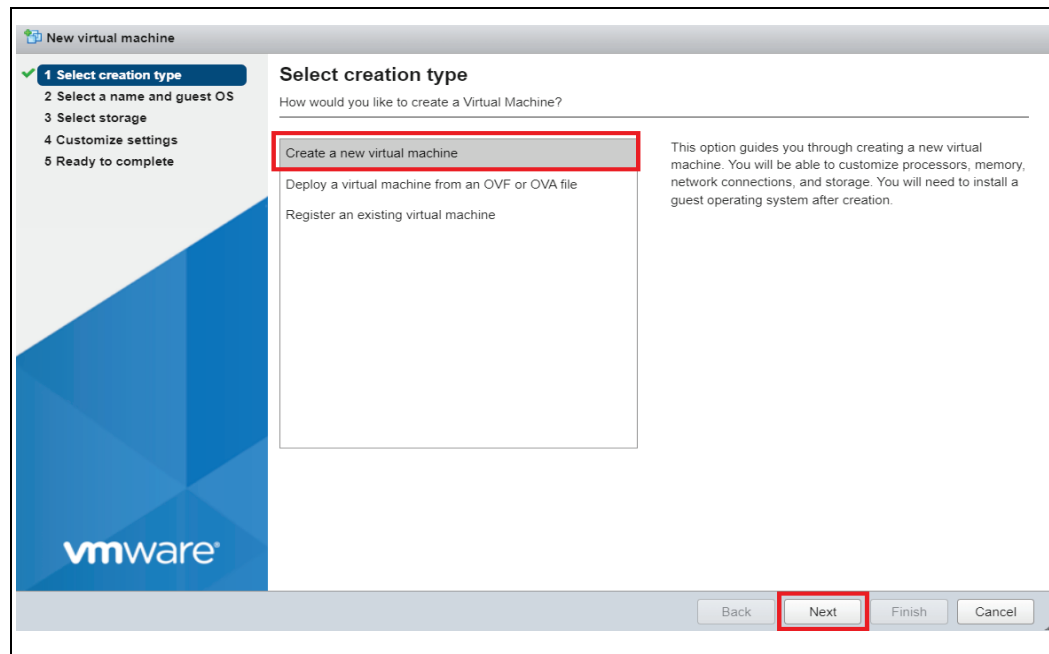 New virtual machine
1 Select creation type
2 Select a name and guest OS
3 Select storage
4 Customize settings
5 Ready to complete
Select creation type
How would you like to create a Virtual Machine?
Create a new virtual machine
Deploy a virtual machine from an OVF or OVA file
Register an existing virtual machine
This option guides you through creating a new virtual
machine. You will be able to customize processors, memory,
network connections, and storage. You will need to install a
guest operating system after creation.
vmware®
Back
Next
Finish
Cancel